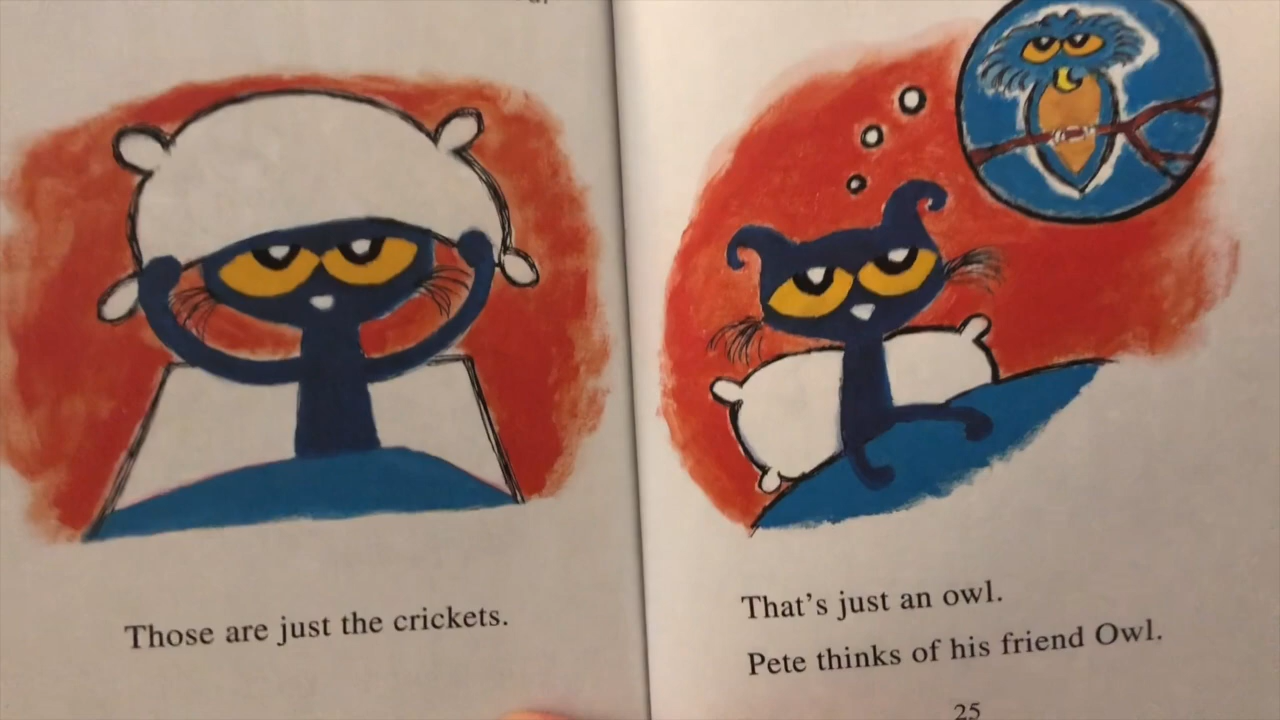 Those are just the crickets.
That's just an owl.
Pete thinks of his friend Owl.
25